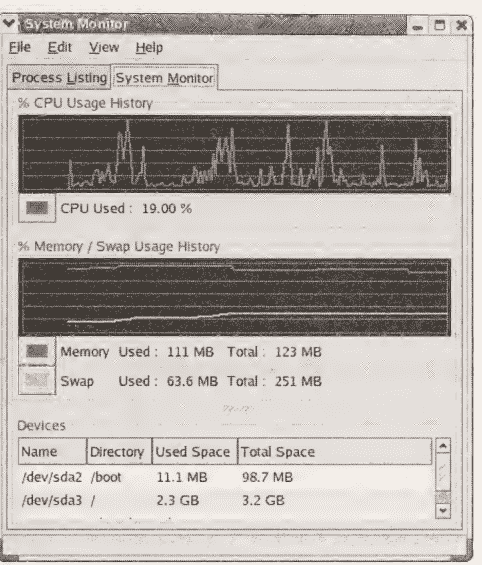 System Monitor
File Edit View Help
Process Listing System Monitor
% CPU Usage History
CPU Used : 19.00 %
% Memory / Swap Usage History
Memory Used : 111 MB Total : 123 MB
Swap Used : 63.6 MB Total : 251 MB
Devices
Name Directory Used Space Total Space
/dev/sda2 /boot 11.1 MB 98.7 MB
/dev/sda3 / 2.3 GB 3.2 GB